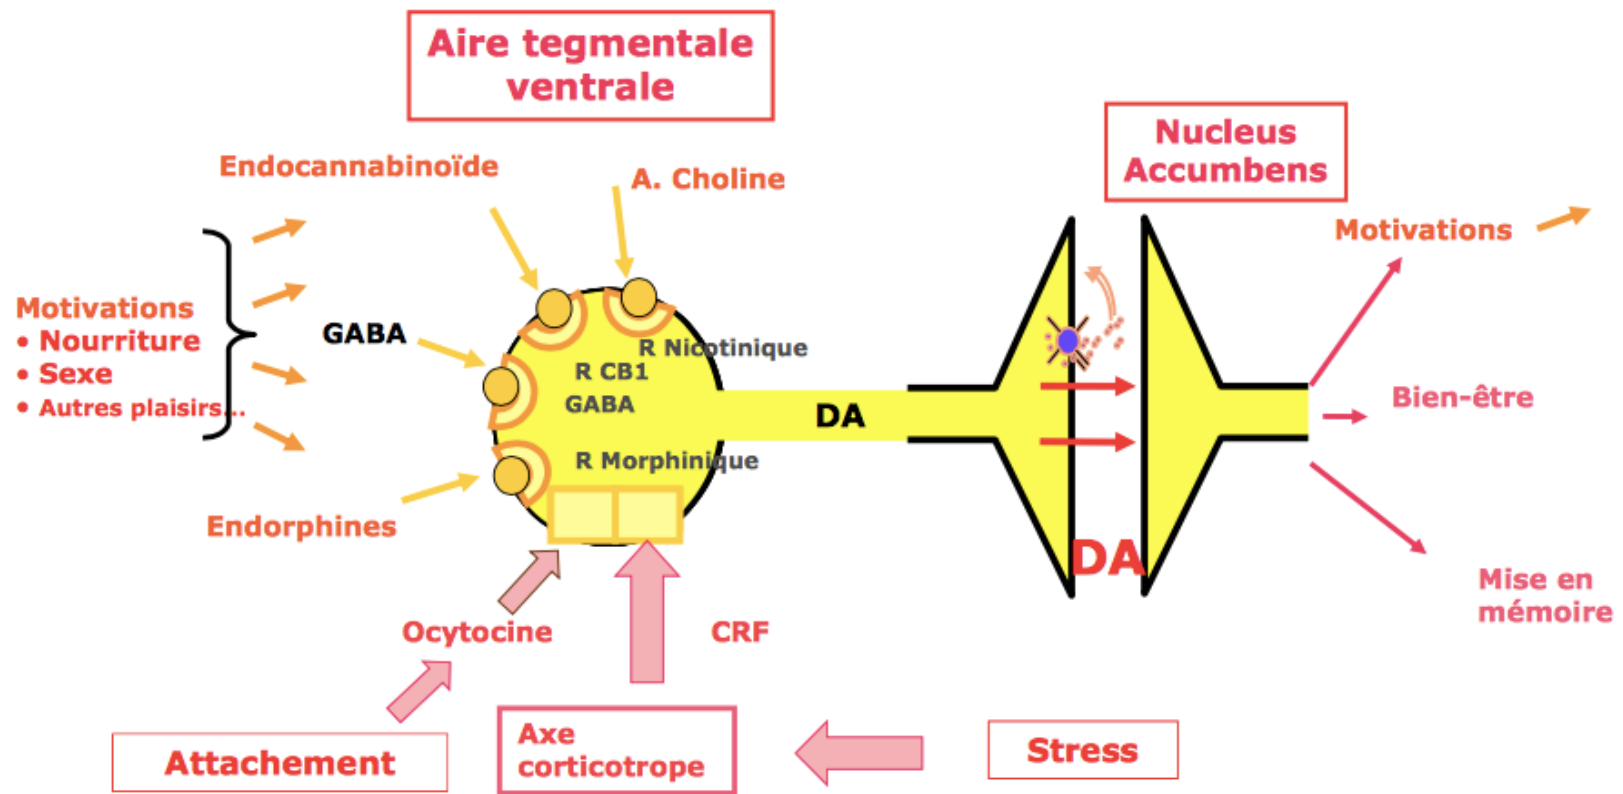 Aire tegmentale
ventrale
Nucleus
Accumbens
Endocannabinoïde
A. Choline
Motivations
Motivations
• Nourriture
• Sexe
• Autres plaisirs...
GABA
R Nicotinique
R CB1
GABA
DA
Bien-être
R Morphinique
Endorphines
DA
Mise en
mémoire
Ocytocine
CRF
Attachement
Axe
corticotrope
Stress